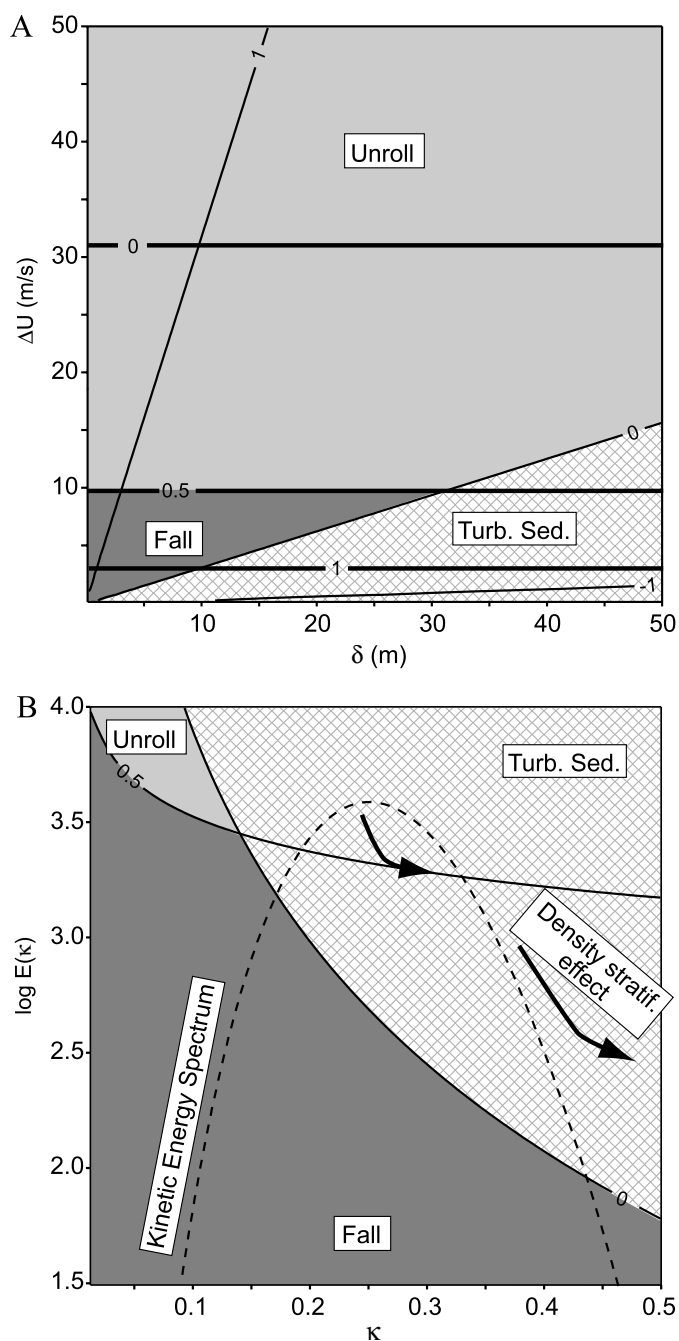 A
50
40
30
20
10
ΔU (m/s)
1
Unroll
0
0
0.5
Fall
Turb. Sed.
1
-1
10
20
30
40
50
δ (m)
B
4.0
3.5
3.0
2.5
2.0
1.5
log E(κ)
Unroll
0.5
Turb. Sed.
Density stratif.
effect
Kinetic Energy Spectrum
0
Fall
0.1
0.2
0.3
0.4
0.5
κ